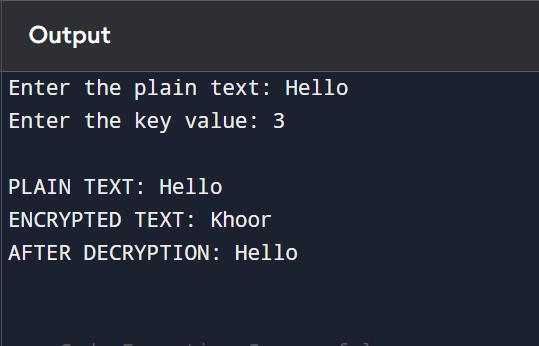 Output
Enter the plain text: Hello
Enter the key value: 3
PLAIN TEXT: Hello
ENCRYPTED TEXT: Khoor
AFTER DECRYPTION: Hello